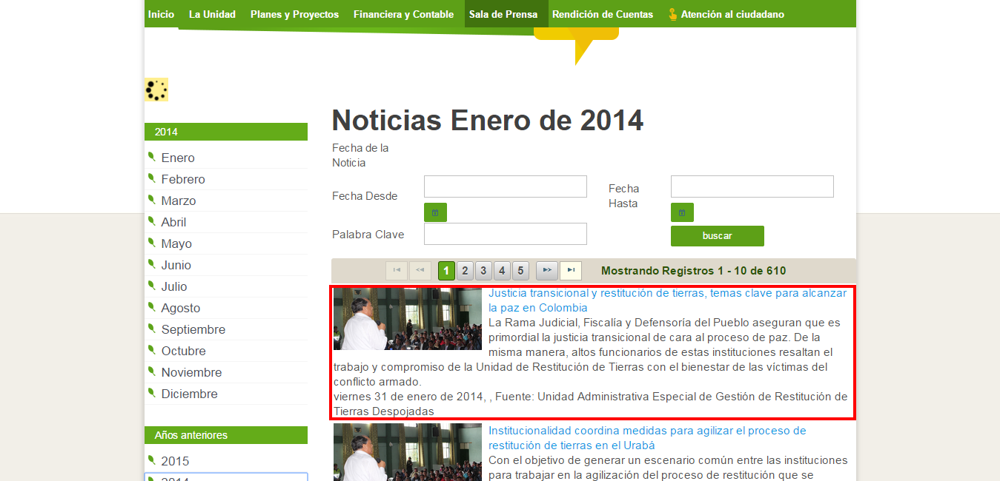 Inicio La Unidad Planes y Proyectos Financiera y Contable Sala de Prensa Rendición de Cuentas Atención al ciudadano
2014
Enero
Febrero
Marzo
Abril
Mayo
Junio
Julio
Agosto
Septiembre
Octubre
Noviembre
Diciembre
Años anteriores
2015
2014
Noticias Enero de 2014
Fecha de la
Noticia
Fecha Desde
Fecha
Hasta
Palabra Clave
buscar
1 2 3 4 5 Mostrando Registros 1 - 10 de 610
Justicia transicional y restitución de tierras, temas clave para alcanzar
la paz en Colombia
La Rama Judicial, Fiscalía y Defensoría del Pueblo aseguran que es
primordial la justicia transicional de cara al proceso de paz. De la
misma manera, altos funcionarios de estas instituciones resaltan el
trabajo y compromiso de la Unidad de Restitución de Tierras con el bienestar de las víctimas del
conflicto armado.
viernes 31 de enero de 2014, , Fuente: Unidad Administrativa Especial de Gestión de Restitución de
Tierras Despojadas
Institucionalidad coordina medidas para agilizar el proceso de
restitución de tierras en el Urabá
Con el objetivo de generar un escenario común entre las instituciones
para trabajar en la agilización del proceso de restitución que se